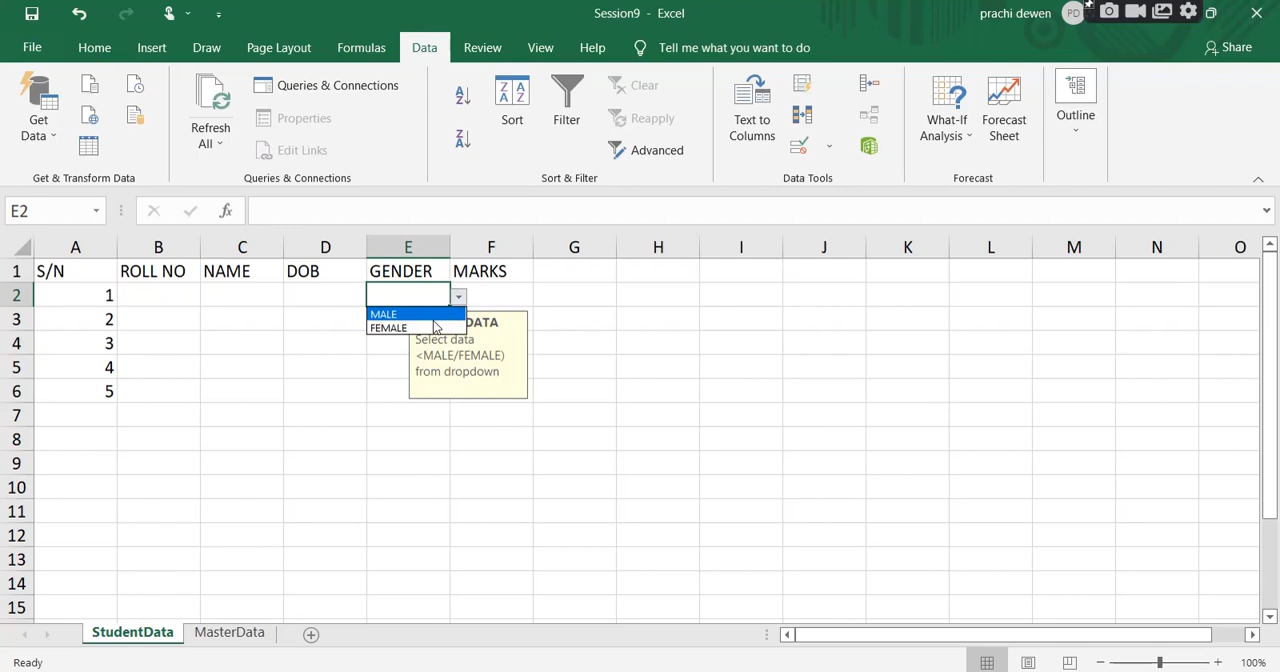 Session9 - Excel
prachi dewen
PD
File
Home
Insert
Draw
Page Layout
Formulas
Data
Review
View
Help
Tell me what you want to do
Share
Get
Data
Get & Transform Data
Refresh
All
Queries & Connections
Properties
Edit Links
Queries & Connections
Sort
Filter
Clear
Reapply
Advanced
Sort & Filter
Text to
Columns
Data Tools
What-If
Analysis
Forecast
Sheet
Forecast
Outline
E2
fx
A B C D E F G H I J K L M N O
1 S/N ROLL NO NAME DOB GENDER MARKS
2 1
3 2
4 3
5 4
6 5
7
8
9
10
11
12
13
14
15
MALE
FEMALE
DATA
Select data
<MALE/FEMALE)
from dropdown
StudentData
MasterData
Ready
100%